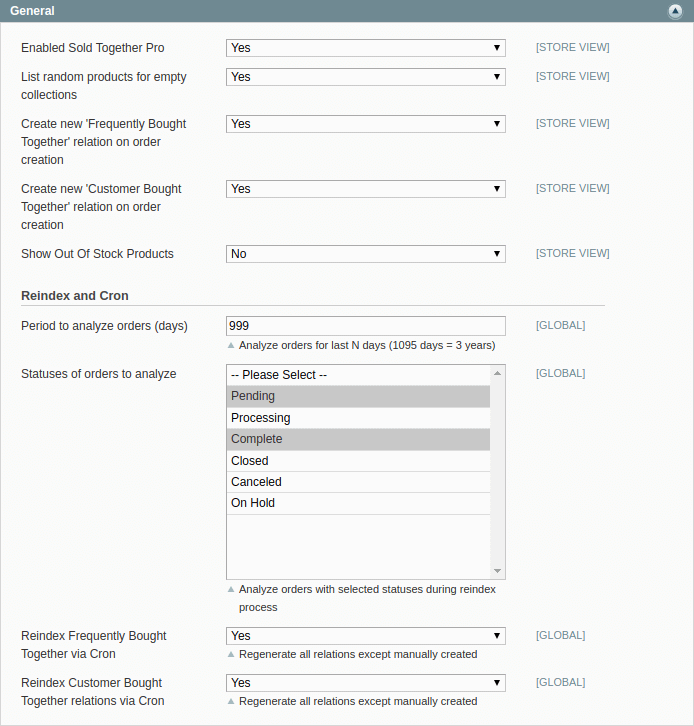 General
Enabled Sold Together Pro Yes [STORE VIEW]
List random products for empty Yes [STORE VIEW]
collections
Create new 'Frequently Bought Yes [STORE VIEW]
Together' relation on order
creation
Create new 'Customer Bought Yes [STORE VIEW]
Together' relation on order
creation
Show Out Of Stock Products No [STORE VIEW]
Reindex and Cron
Period to analyze orders (days) 999 [GLOBAL]
Analyze orders for last N days (1095 days = 3 years)
Statuses of orders to analyze -- Please Select -- [GLOBAL]
Pending
Processing
Complete
Closed
Canceled
On Hold
Analyze orders with selected statuses during reindex
process
Reindex Frequently Bought Yes [GLOBAL]
Together via Cron Regenerate all relations except manually created
Reindex Customer Bought Yes [GLOBAL]
Together relations via Cron Regenerate all relations except manually created